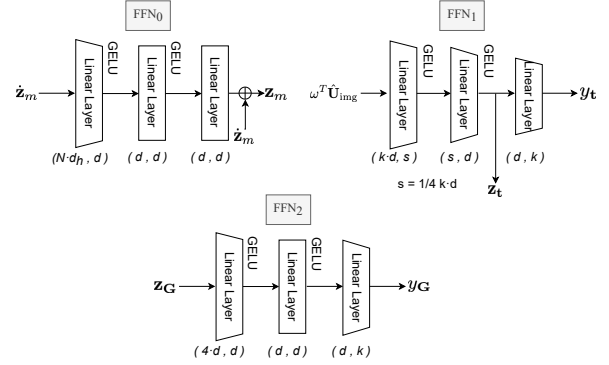 FFN0
GELU
GELU
Linear Layer
Linear Layer
Linear Layer
ż_m
z_m
ż_m
(N·d_h , d)
(d, d)
(d, d)
FFN1
GELU
GELU
Linear Layer
Linear Layer
Linear Layer
ω^T Û_img
y_t
(k·d, s)
(s, d)
(d, k)
s = 1/4 k·d
z_t
FFN2
GELU
GELU
Linear Layer
Linear Layer
Linear Layer
z_G
y_G
(4·d , d)
(d, d)
(d, k)